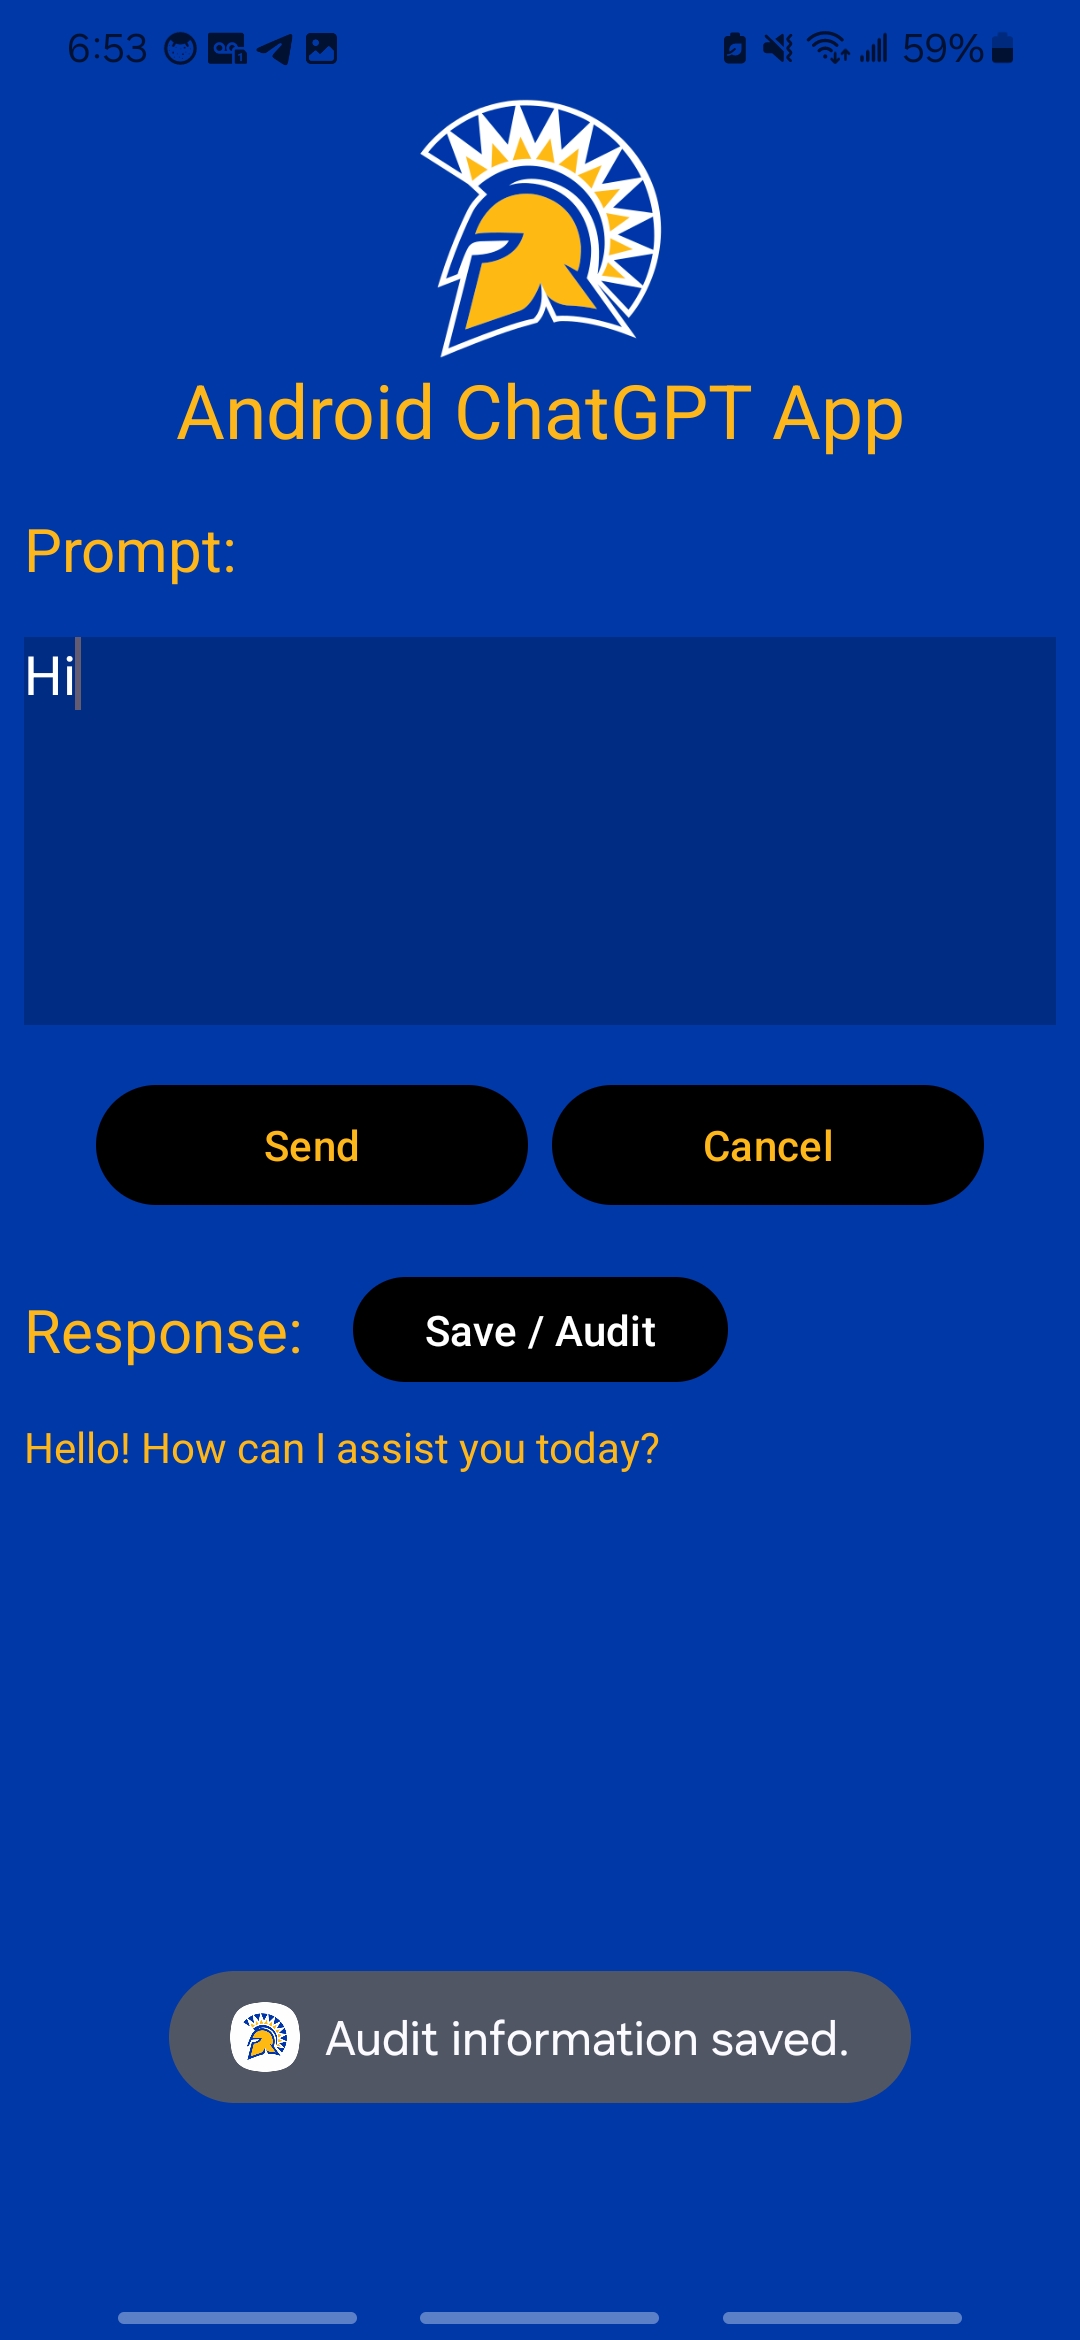 6:53 59%
Android ChatGPT App
Prompt:
Hi
Send Cancel
Response: Save / Audit
Hello! How can I assist you today?
Audit information saved.